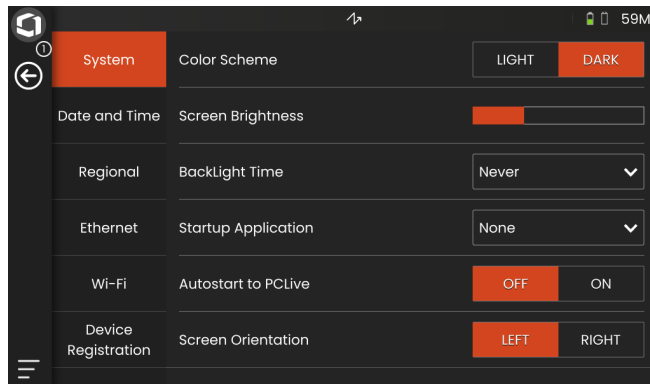 59M
1
System
Color Scheme
LIGHT
DARK
Date and Time
Screen Brightness
Regional
BackLight Time
Never
Ethernet
Startup Application
None
Wi-Fi
Autostart to PCLive
OFF
ON
Device
Registration
Screen Orientation
LEFT
RIGHT